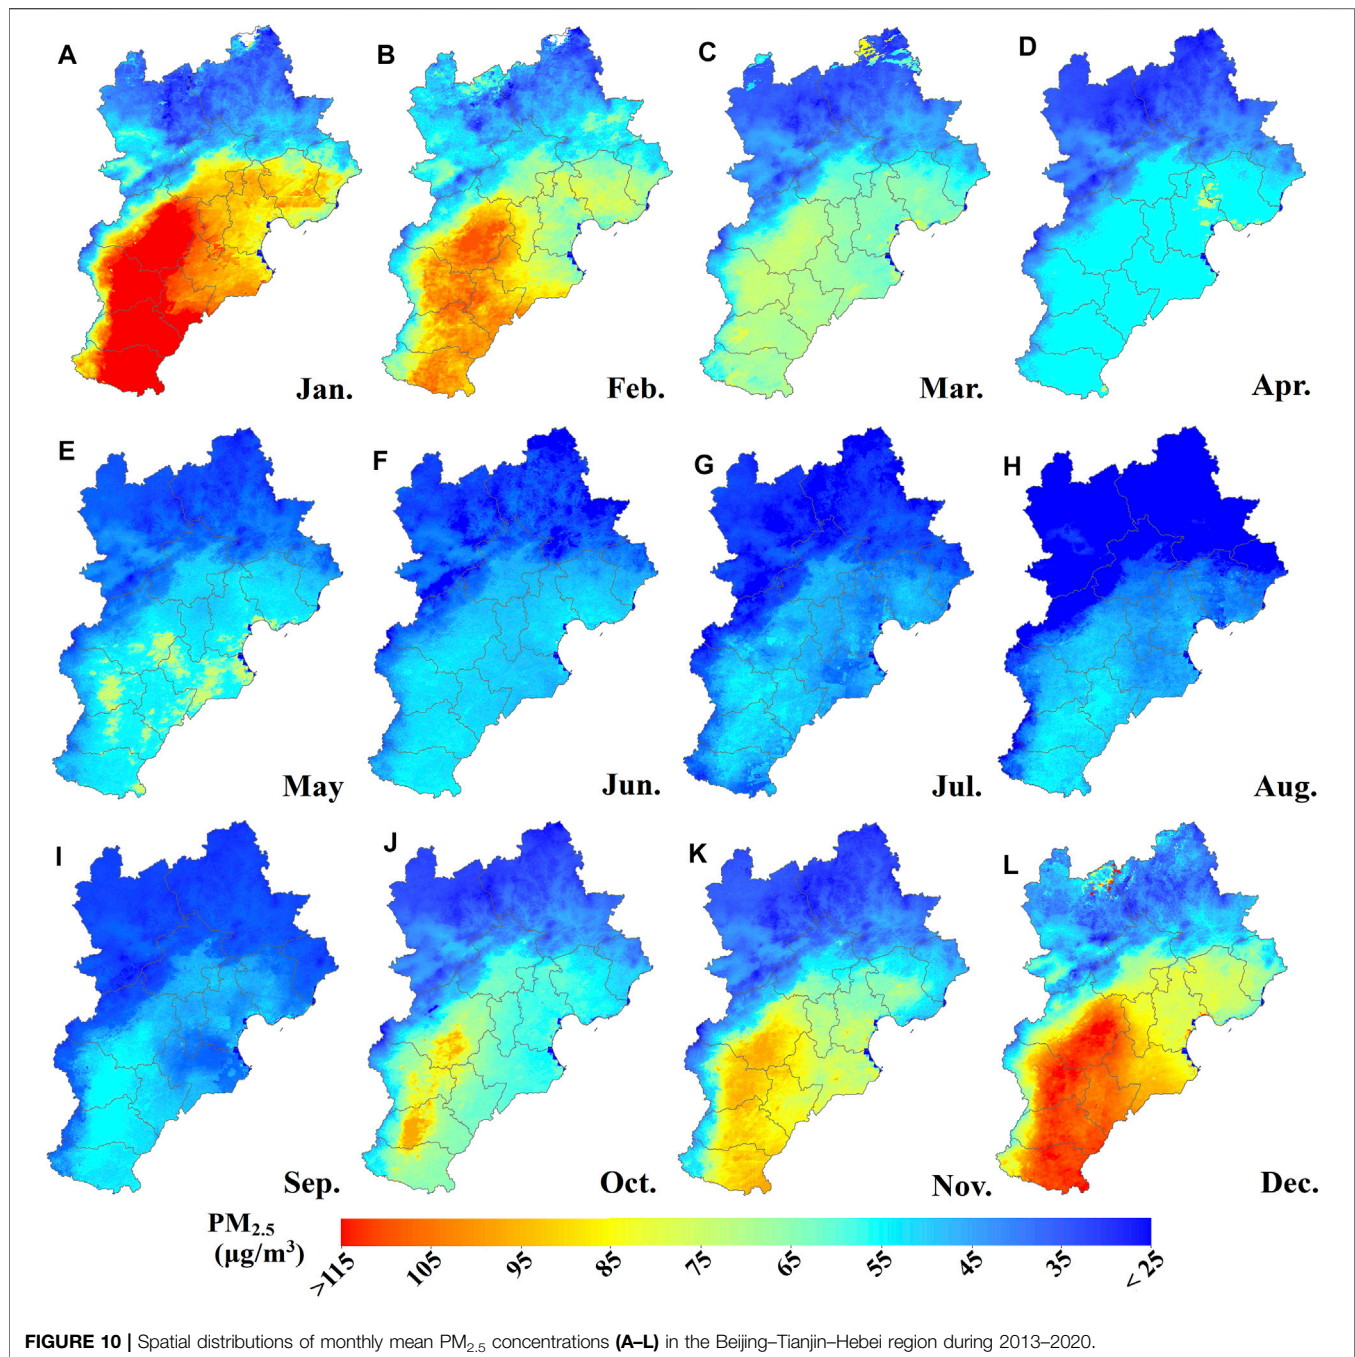 A
B
C
D
Jan.
Feb.
Mar.
Apr.
E
F
G
H
May
Jun.
Jul.
Aug.
I
J
K
L
Sep.
Oct.
Nov.
Dec.
PM2.5
(µg/m³)
>115
105
95
85
75
65
55
45
35
<25
FIGURE 10 | Spatial distributions of monthly mean PM2.5 concentrations (A–L) in the Beijing–Tianjin–Hebei region during 2013–2020.